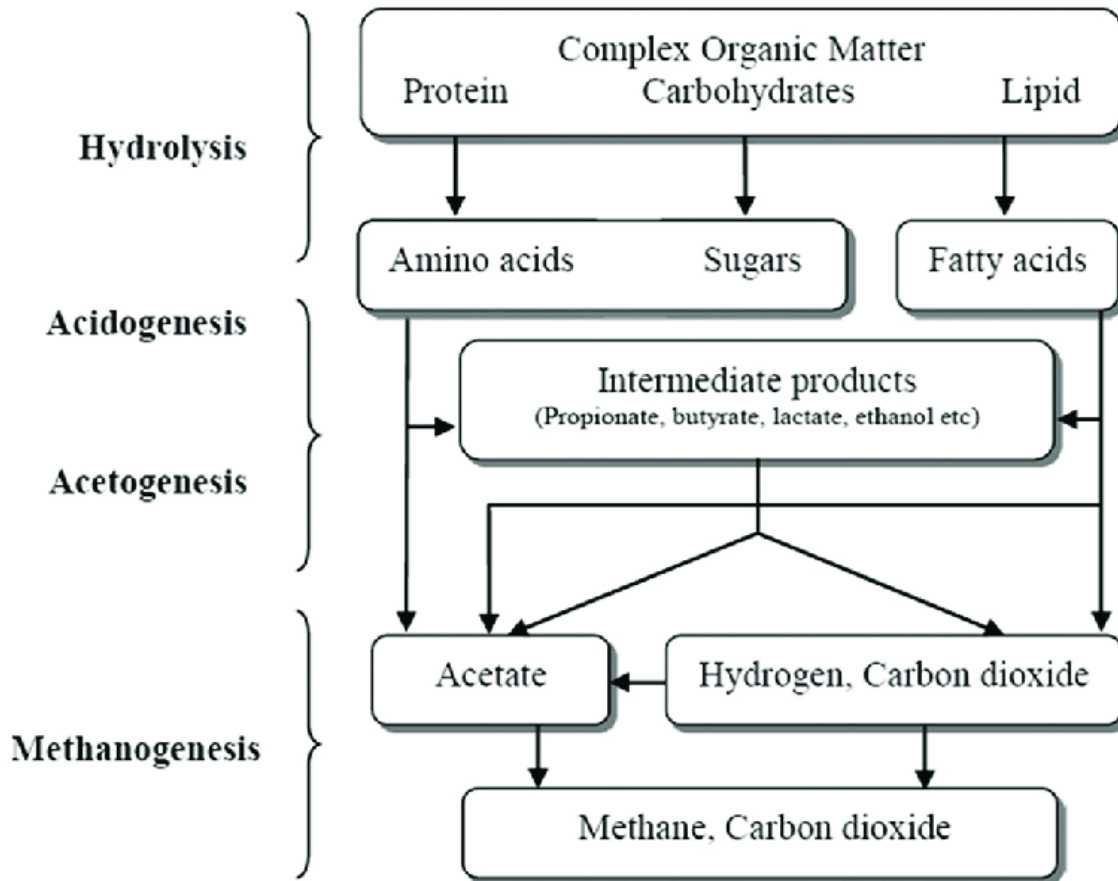 Complex Organic Matter
Protein Carbohydrates Lipid
Hydrolysis
Amino acids Sugars Fatty acids
Acidogenesis
Intermediate products
(Propionate, butyrate, lactate, ethanol etc)
Acetogenesis
Acetate Hydrogen, Carbon dioxide
Methanogenesis
Methane, Carbon dioxide